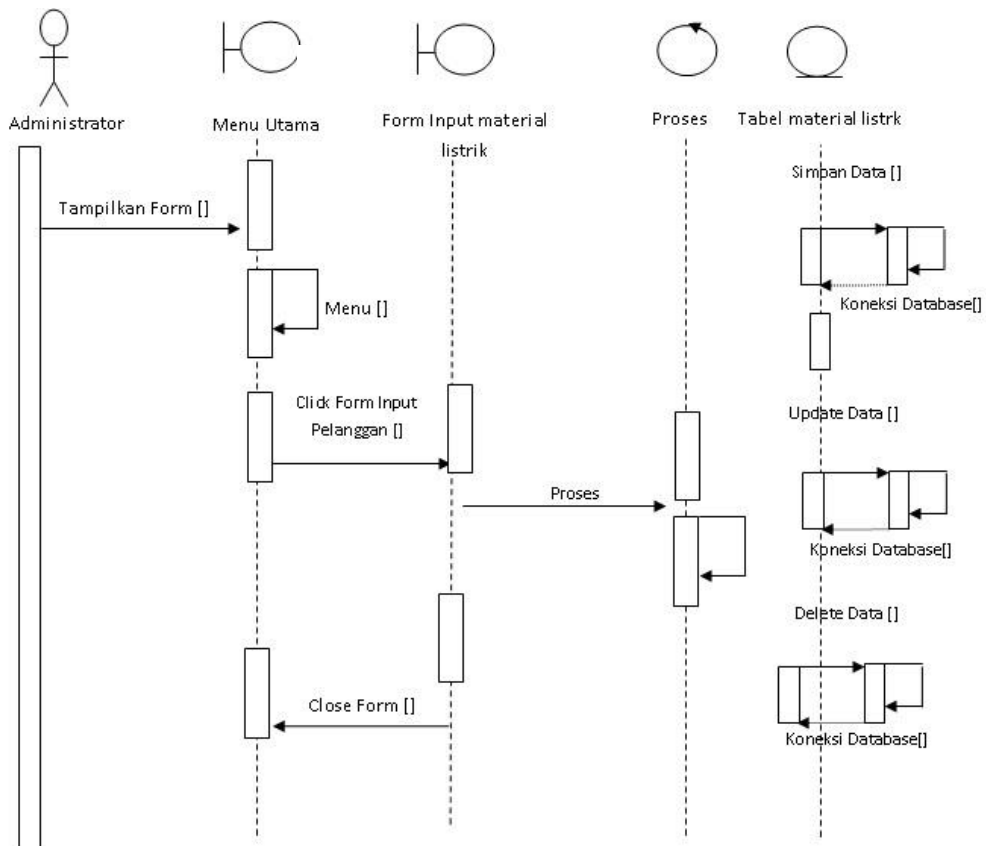 Administrator
Menu Utama
Form Input material
listrik
Proses
Tabel material listrk
Simpan Data []
Tampilkan Form []
Koneksi Database[]
Menu []
Click Form Input
Pelanggan []
Update Data []
Proses
Koneksi Database[]
Delete Data []
Close Form []
Koneksi Database[]